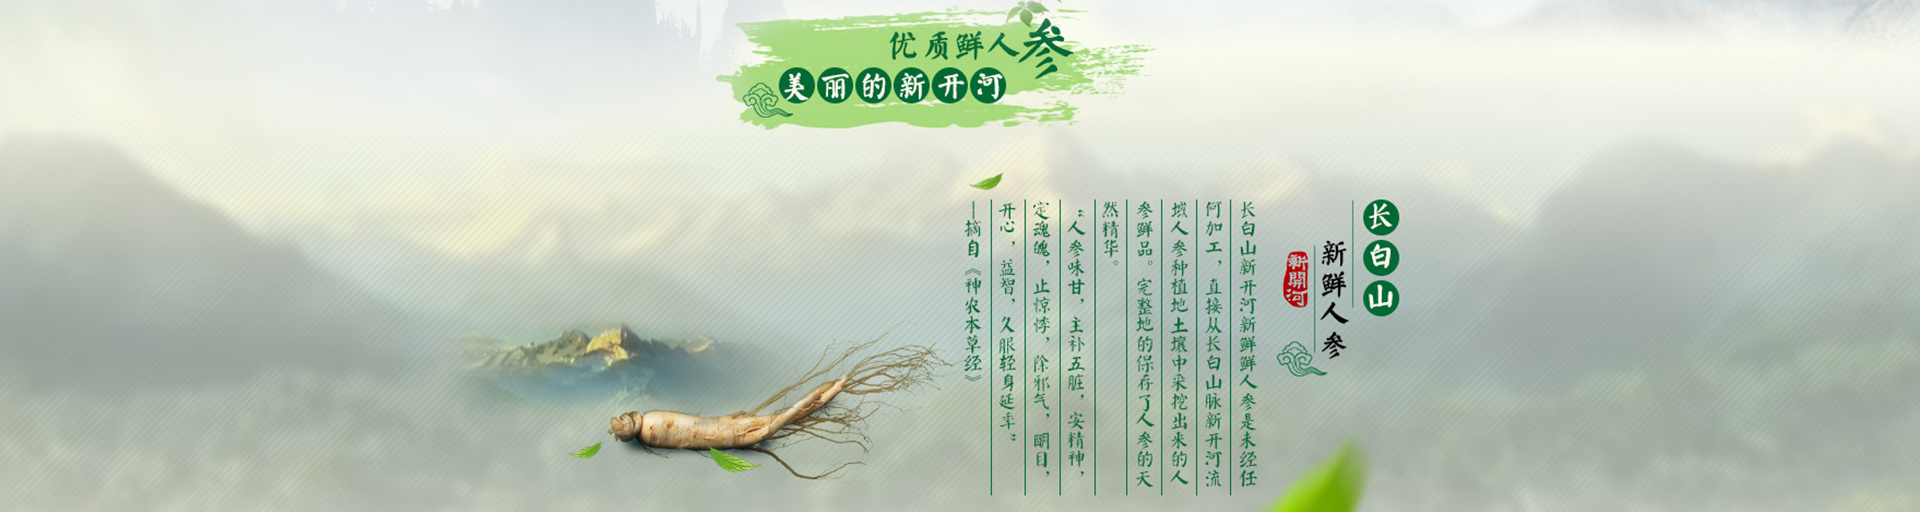 优质鲜人参
美丽的新开河
长白山
新鲜人参
新開河
长白山新开河新鲜鲜人参是未经任
何加工，直接从长白山脉新开河流
域人参种植地土壤中采挖出来的人
参鲜品。完整地的保存了人参的天
然精华。
：人参味甘，主补五脏，安精神，
定魂魄，止惊悸，除邪气，明目，
开心，益智，久服轻身延年：
—摘自《神农本草经》